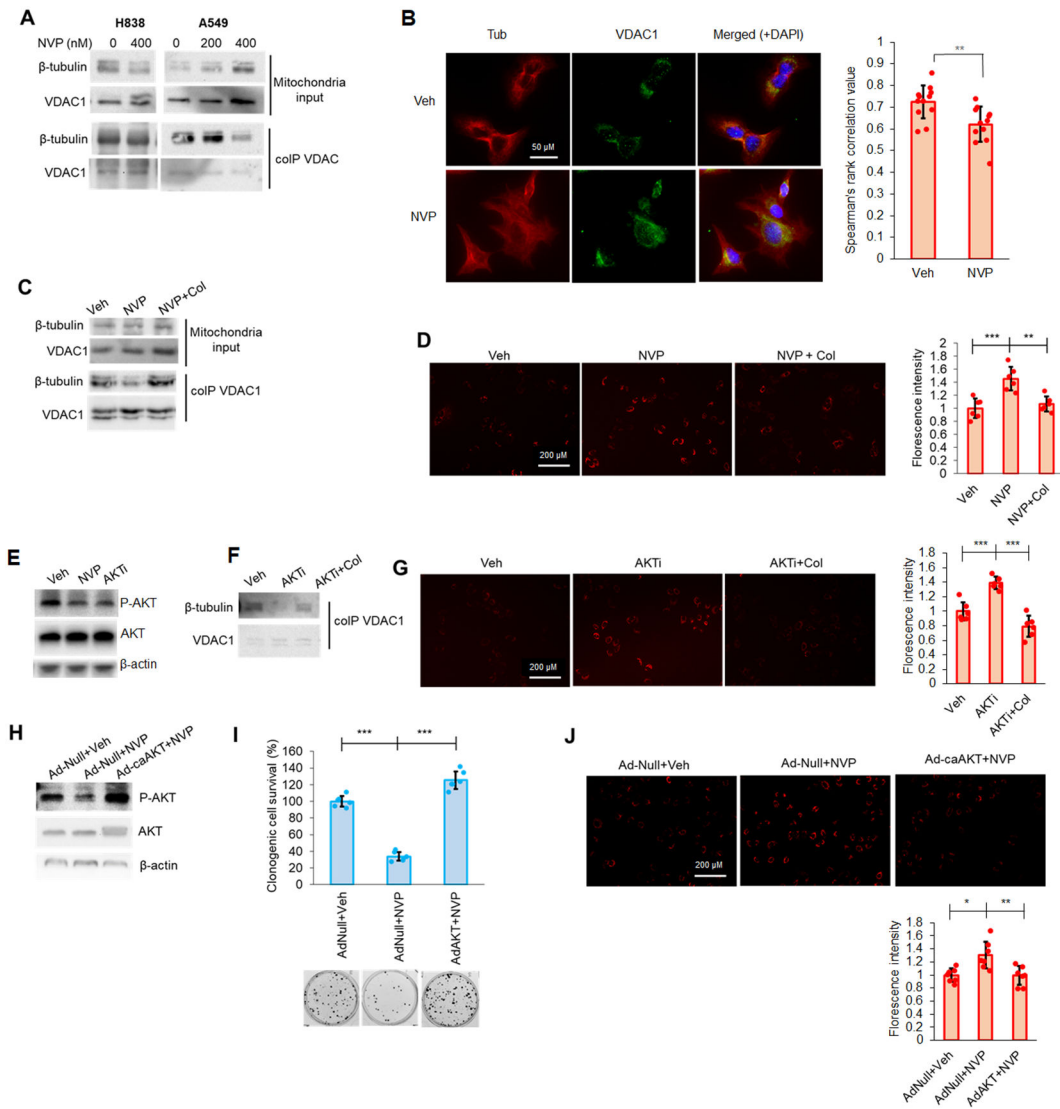 A
H838 A549
NVP (nM) 0 400 0 200 400
β-tubulin
VDAC1
Mitochondria
input
β-tubulin
VDAC1
coIP VDAC
B
Tub VDAC1 Merged (+DAPI)
Veh
50 µM
NVP
**
Spearman's rank correlation value
1
0.9
0.8
0.7
0.6
0.5
0.4
0.3
0.2
0.1
0
Veh NVP
C
Veh NVP NVP+Col
β-tubulin
VDAC1
Mitochondria
input
β-tubulin
VDAC1
coIP VDAC1
D
Veh NVP NVP + Col
200 µM
*** **
Florescence intensity
2
1.8
1.6
1.4
1.2
1
0.8
0.6
0.4
0.2
0
Veh NVP NVP+Col
E
Veh NVP AKTi
P-AKT
AKT
β-actin
F
Veh AKTi AKTi+Col
β-tubulin
VDAC1
coIP VDAC1
G
Veh AKTi AKTi+Col
200 µM
*** ***
Florescence intensity
1.8
1.6
1.4
1.2
1
0.8
0.6
0.4
0.2
0
Veh AKTi AKTi+Col
H
Ad-Null+Veh Ad-Null+NVP Ad-caAKT+NVP
P-AKT
AKT
β-actin
I
*** ***
Clonogenic cell survival (%)
160
140
120
100
80
60
40
20
0
AdNull+Veh AdNull+NVP AdAKT+NVP
J
Ad-Null+Veh Ad-Null+NVP Ad-caAKT+NVP
200 µM
* **
Florescence intensity
2
1.8
1.6
1.4
1.2
1
0.8
0.6
0.4
0.2
0
AdNull+Veh AdNull+NVP AdAKT+NVP